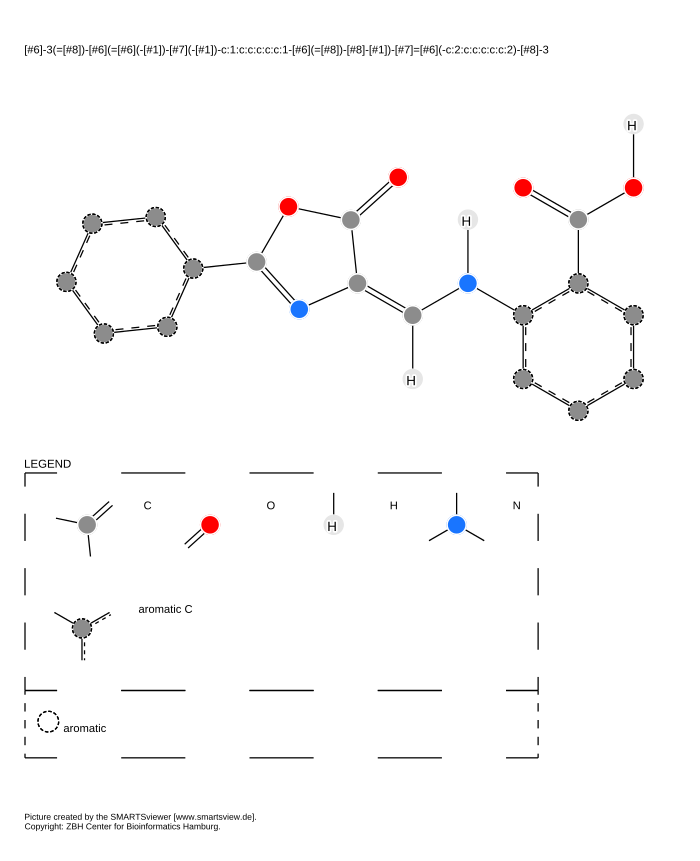 [#6]-3(=[#8])-[#6](=[#6](-[#1])-[#7](-[#1])-c:1:c:c:c:c:c:1-[#6](=[#8])-[#8]-[#1])-[#7]=[#6](-c:2:c:c:c:c:c:2)-[#8]-3
H
H
H
LEGEND
C O H N
H
aromatic C
aromatic
Picture created by the SMARTSviewer [www.smartsview.de].
Copyright: ZBH Center for Bioinformatics Hamburg.